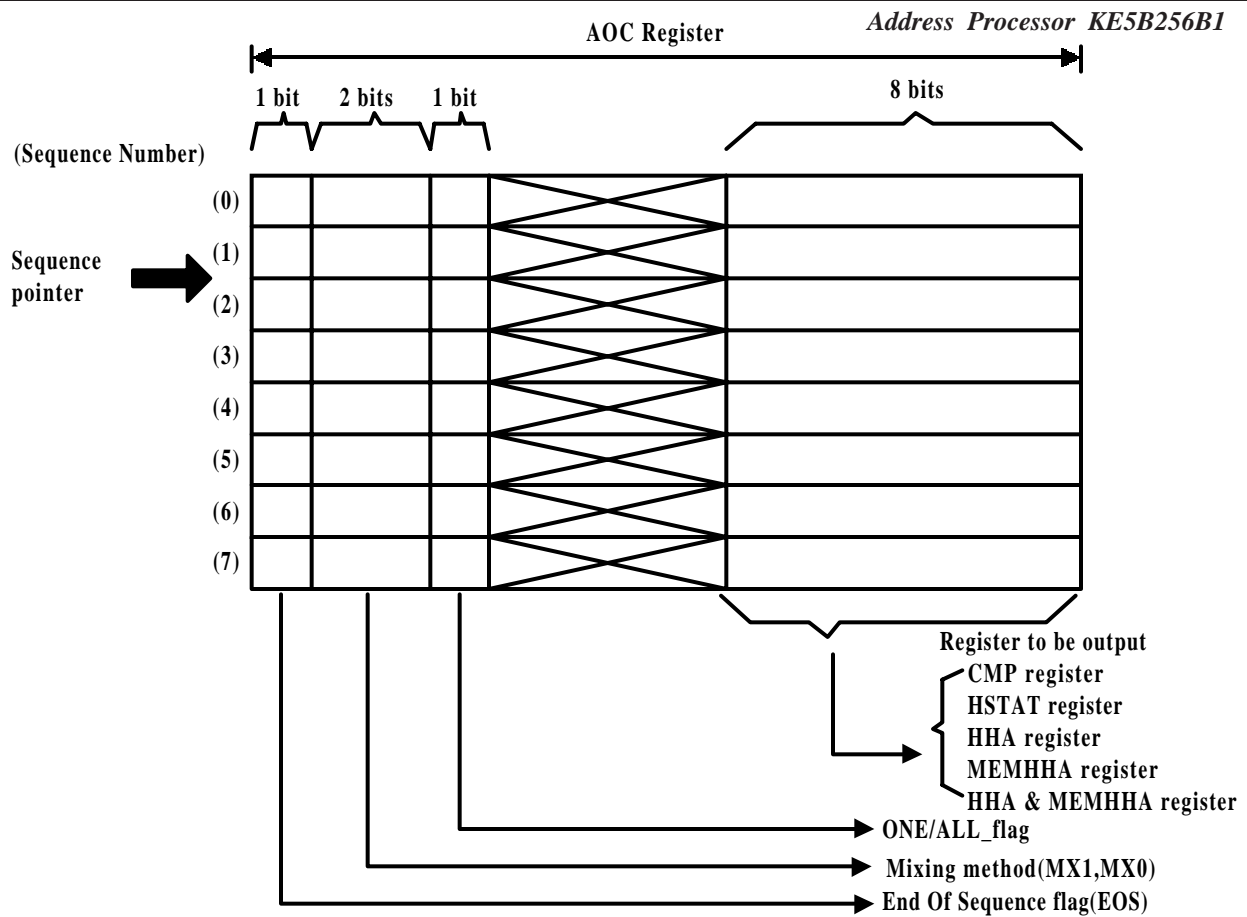 Address Processor KE5B256B1
AOC Register
1 bit
2 bits
1 bit
8 bits
(Sequence Number)
(0)
(1)
Sequence
pointer
(2)
(3)
(4)
(5)
(6)
(7)
Register to be output
CMP register
HSTAT register
HHA register
MEMHHA register
HHA & MEMHHA register
ONE/ALL_flag
Mixing method(MX1,MX0)
End Of Sequence flag(EOS)